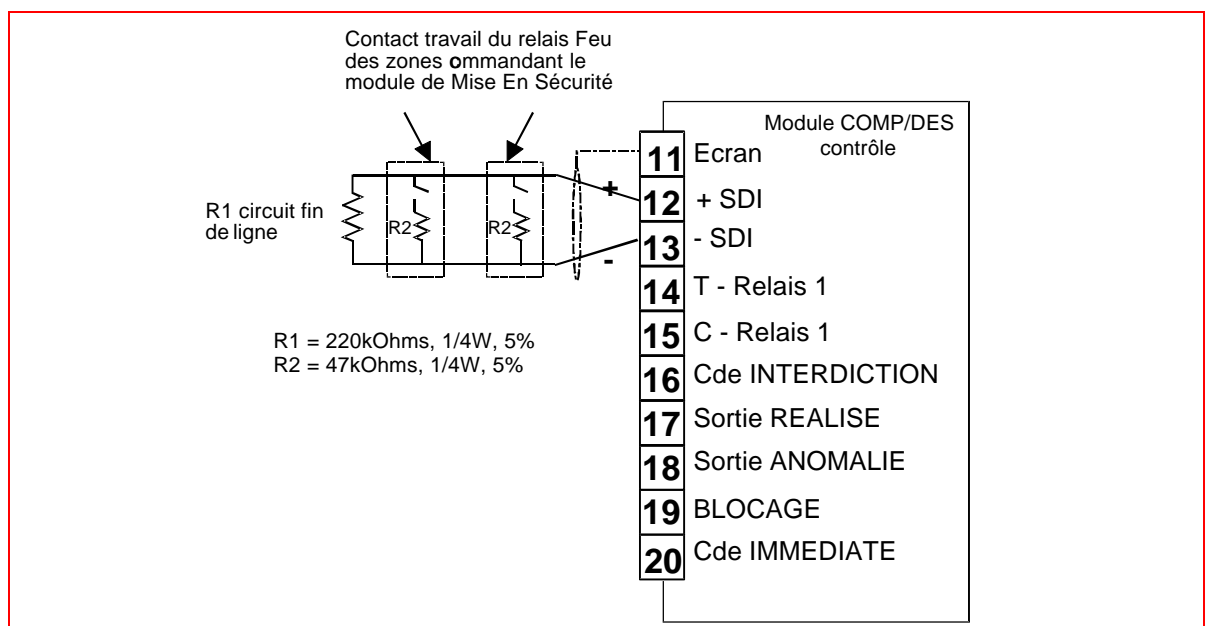 Contact travail du relais Feu
des zones ommandant le
module de Mise En Sécurité
Module COMP/DES
contrôle
11 Ecran
+
12 + SDI
R1 circuit fin
de ligne
R2
R2
13 - SDI
-
14 T - Relais 1
15 C - Relais 1
R1 = 220kOhms, 1/4W, 5%
R2 = 47kOhms, 1/4W, 5%
16 Cde INTERDICTION
17 Sortie REALISE
18 Sortie ANOMALIE
19 BLOCAGE
20 Cde IMMEDIATE